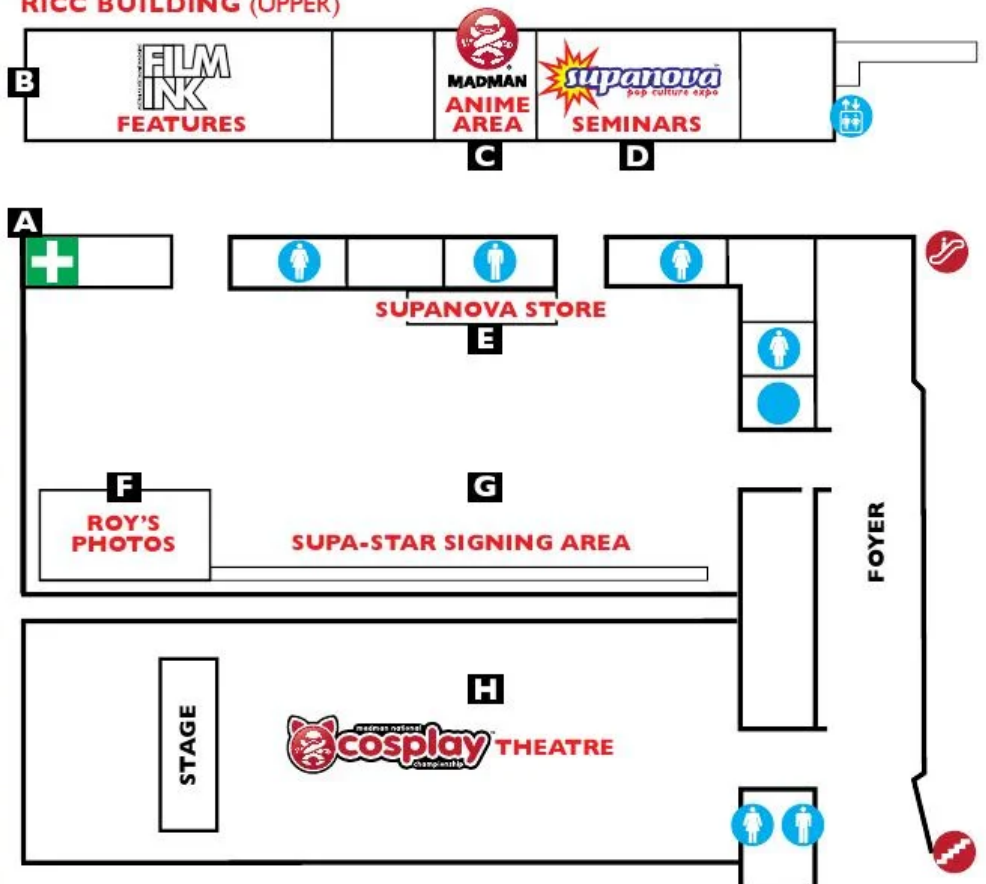 RICC BUILDING (UPPER)
B
FILM
INK
FEATURES
MADMAN
ANIME
AREA
C
supanova
pop culture expo
SEMINARS
D
A
SUPANOVA STORE
E
F
ROY'S
PHOTOS
G
SUPA-STAR SIGNING AREA
FOYER
STAGE
H
madman national
cosplay
championship
THEATRE